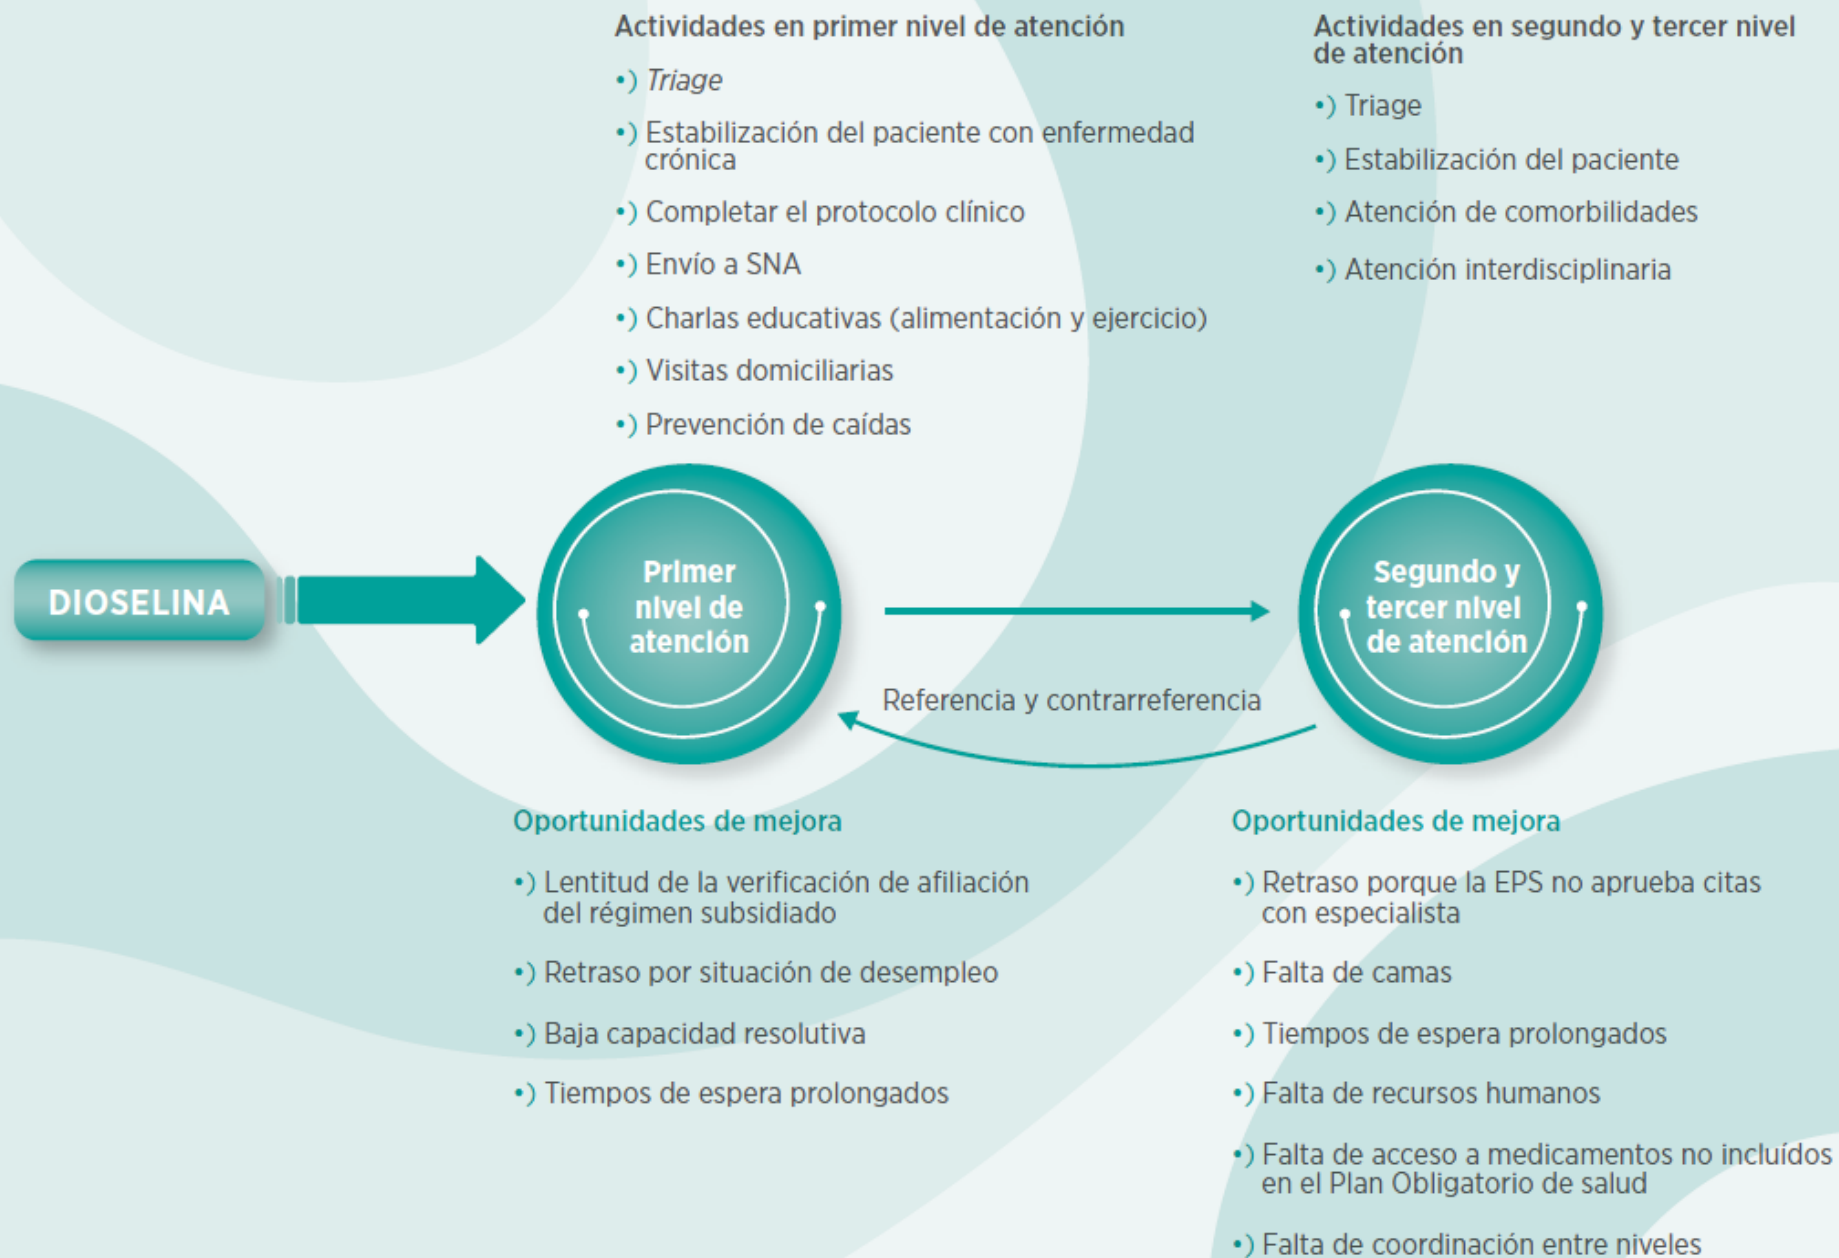 Actividades en primer nivel de atención
•) Triage
•) Estabilización del paciente con enfermedad
crónica
•) Completar el protocolo clínico
•) Envío a SNA
•) Charlas educativas (alimentación y ejercicio)
•) Visitas domiciliarias
•) Prevención de caídas
Actividades en segundo y tercer nivel
de atención
•) Triage
•) Estabilización del paciente
•) Atención de comorbilidades
•) Atención interdisciplinaria
DIOSELINA
Primer
nivel de
atención
Referencia y contrarreferencia
Segundo y
tercer nivel
de atención
Oportunidades de mejora
•) Lentitud de la verificación de afiliación
del régimen subsidiado
•) Retraso por situación de desempleo
•) Baja capacidad resolutiva
•) Tiempos de espera prolongados
Oportunidades de mejora
•) Retraso porque la EPS no aprueba citas
con especialista
•) Falta de camas
•) Tiempos de espera prolongados
•) Falta de recursos humanos
•) Falta de acceso a medicamentos no incluídos
en el Plan Obligatorio de salud
•) Falta de coordinación entre niveles